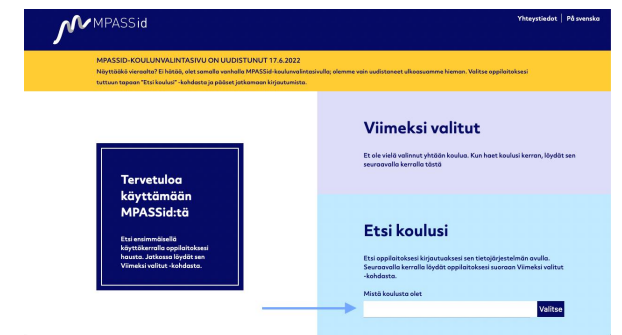 MPASSid
Yhteystiedot | På svenska
MPASSID-KOULUNVALINTASIVU ON UUDISTUNUT 17.6.2022
Näyttääkö vieraalta? Ei hätää, olet samalla vanhalla MPASSid-koulunvalintasivulla; olemme vain uudistaneet ulkoasuamme hieman. Valitse oppilaitoksesi
tuttuun tapaan "Etsi koulusi" -kohdasta ja pääset jatkamaan kirjautumista.
Tervetuloa
käyttämään
MPASSid:tä
Etsi ensimmäisellä
käyttökerralla oppilaitoksesi
hausta. Jatkossa löydät sen
Viimeksi valitut -kohdasta.
Viimeksi valitut
Et ole vielä valinnut yhtään koulua. Kun haet koulusi kerran, löydät sen
seuraavalla kerralla tästä
Etsi koulusi
Etsi oppilaitoksesi kirjautuaksesi sen tietojärjestelmän avulla.
Seuraavalla kerralla löydät oppilaitoksesi suoraan Viimeksi valitut
-kohdasta.
Mistä koulusta olet
Valitse